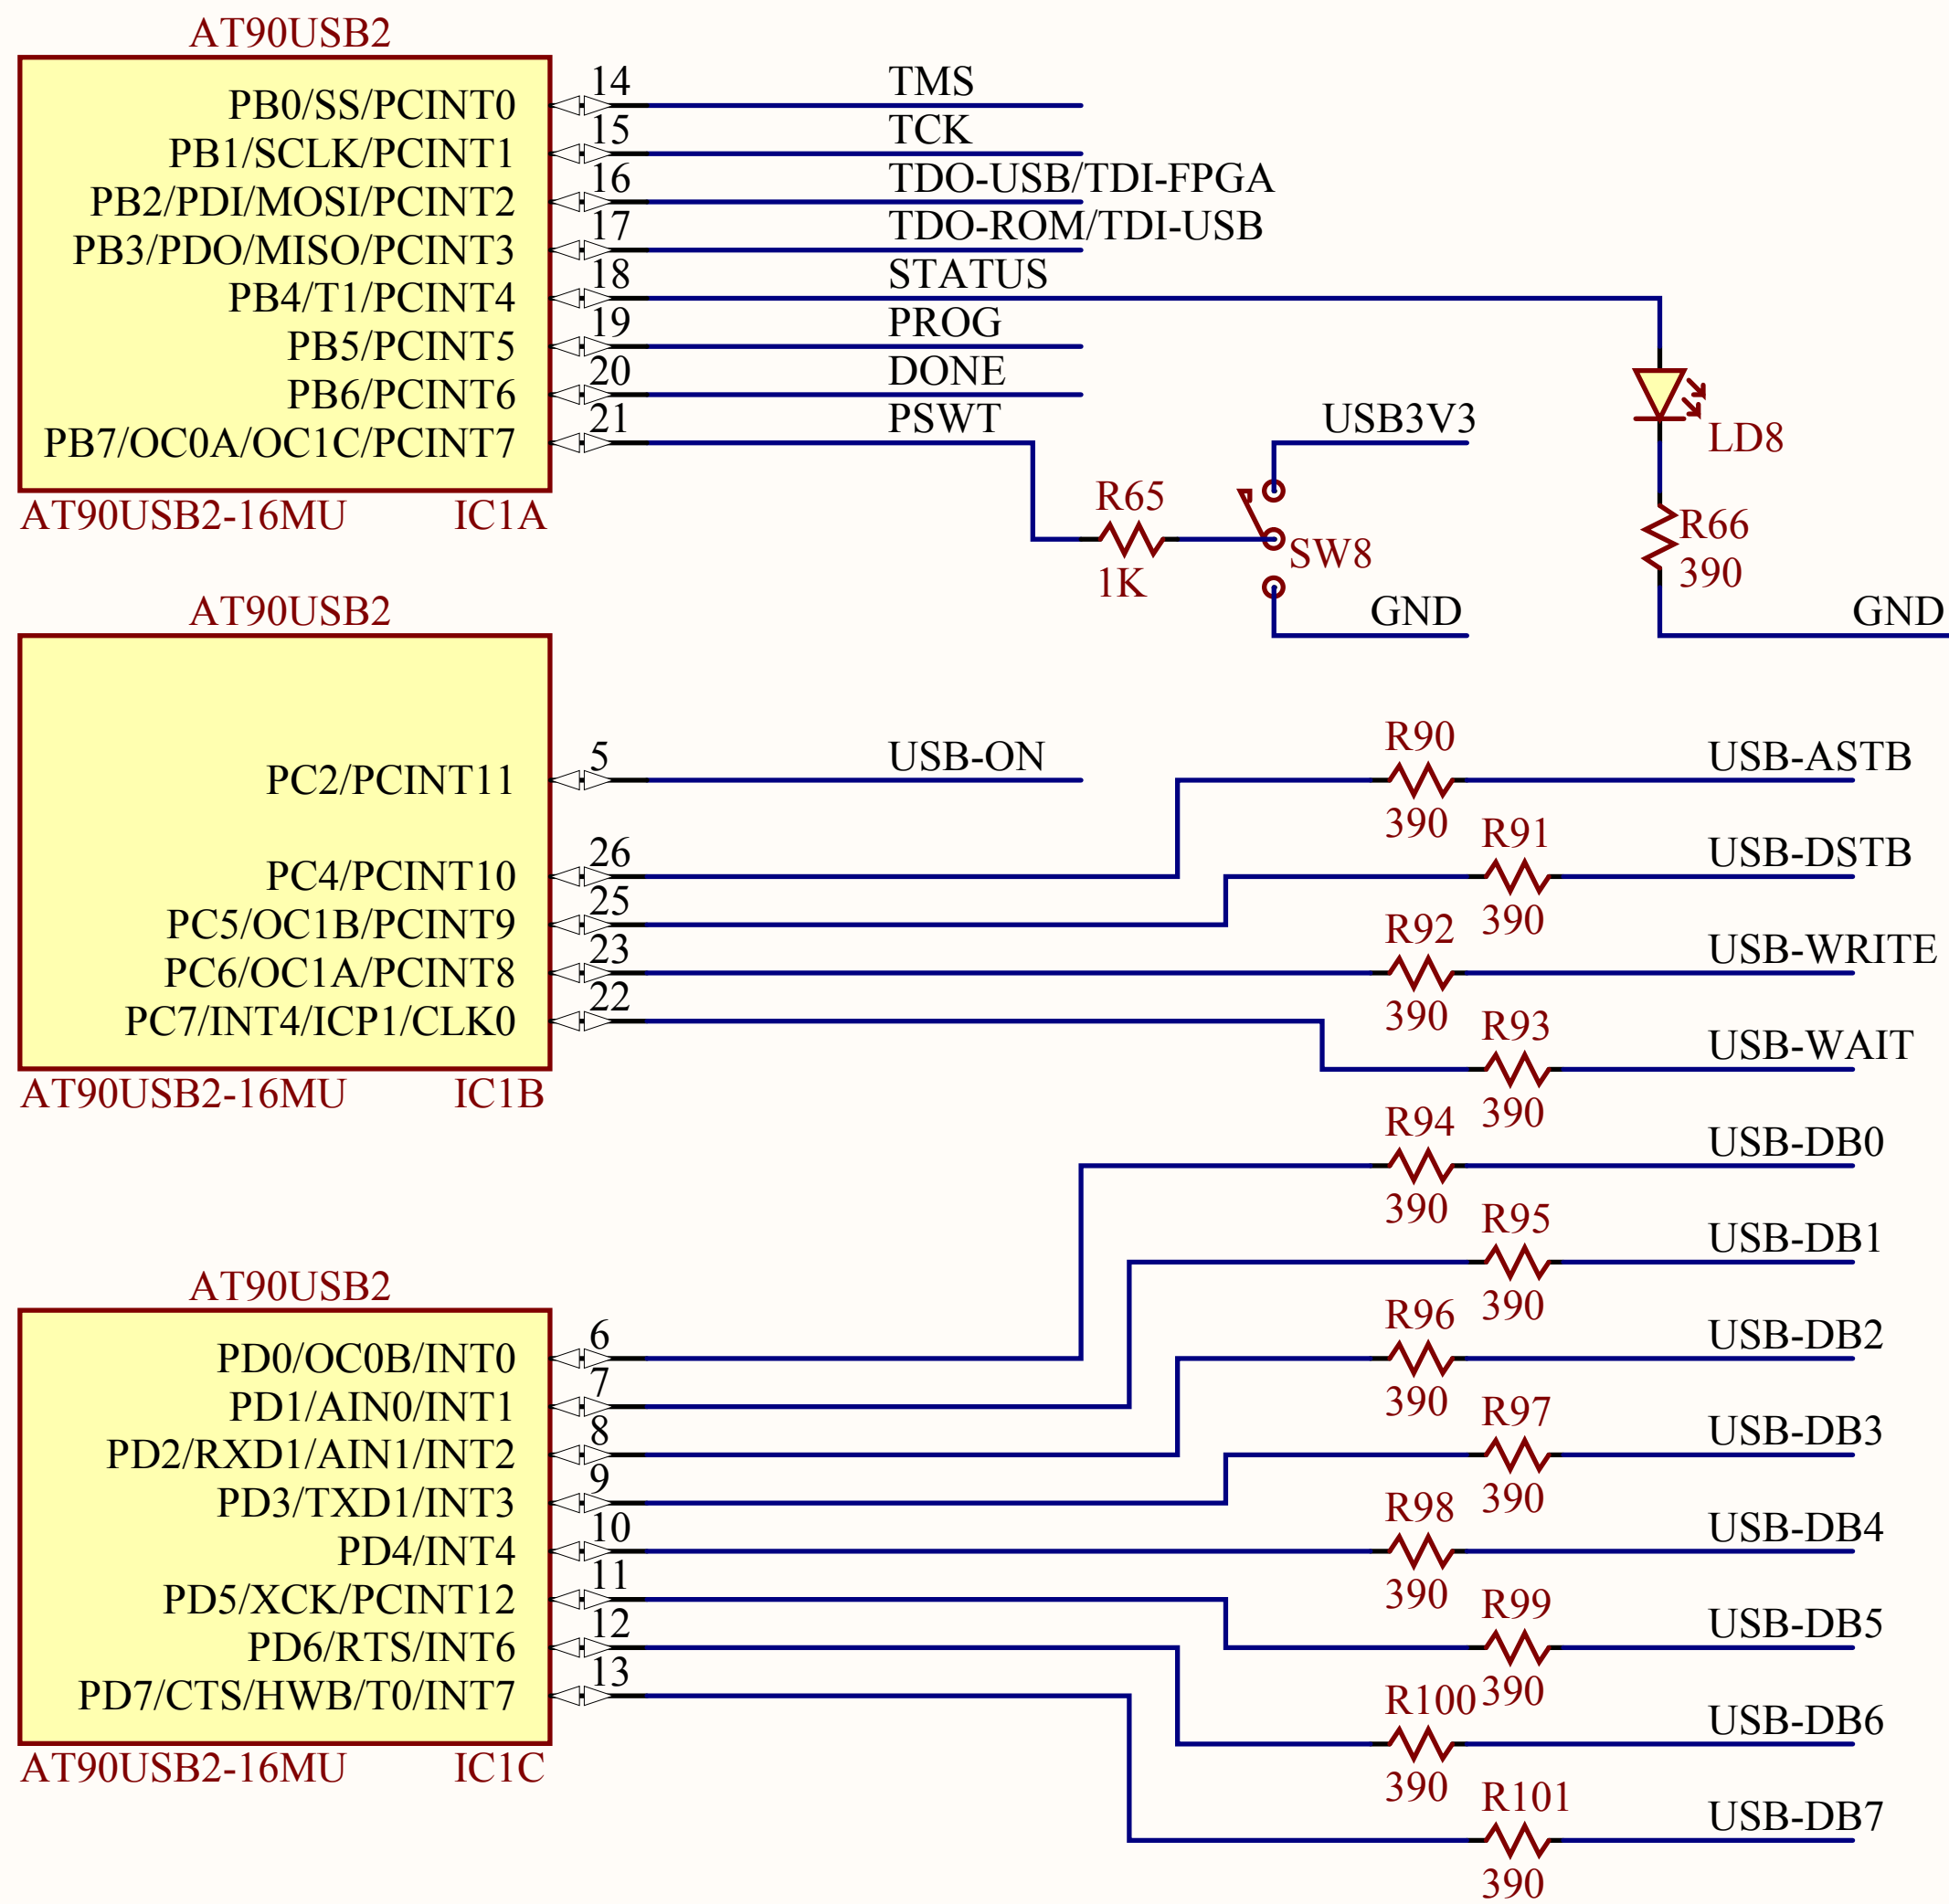 AT90USB2
PB0/SS/PCINT0 14 TMS
PB1/SCLK/PCINT1 15 TCK
PB2/PDI/MOSI/PCINT2 16 TDO-USB/TDI-FPGA
PB3/PDO/MISO/PCINT3 17 TDO-ROM/TDI-USB
PB4/T1/PCINT4 18 STATUS
PB5/PCINT5 19 PROG
PB6/PCINT6 20 DONE
PB7/OC0A/OC1C/PCINT7 21 PSWT
USB3V3
LD8
AT90USB2-16MU IC1A
R65
1K
SW8
R66
390
GND
GND
AT90USB2
PC2/PCINT11 5 USB-ON
PC4/PCINT10 26
PC5/OC1B/PCINT9 25
PC6/OC1A/PCINT8 23
PC7/INT4/ICP1/CLK0 22
AT90USB2-16MU IC1B
R90
390
USB-ASTB
R91
390
USB-DSTB
R92
390
USB-WRITE
R93
390
USB-WAIT
R94
390
USB-DB0
R95
390
USB-DB1
AT90USB2
PD0/OC0B/INT0 6
PD1/AIN0/INT1 7
PD2/RXD1/AIN1/INT2 8
PD3/TXD1/INT3 9
PD4/INT4 10
PD5/XCK/PCINT12 11
PD6/RTS/INT6 12
PD7/CTS/HWB/T0/INT7 13
AT90USB2-16MU IC1C
R96
390
USB-DB2
R97
390
USB-DB3
R98
390
USB-DB4
R99
390
USB-DB5
R100
390
USB-DB6
R101
390
USB-DB7